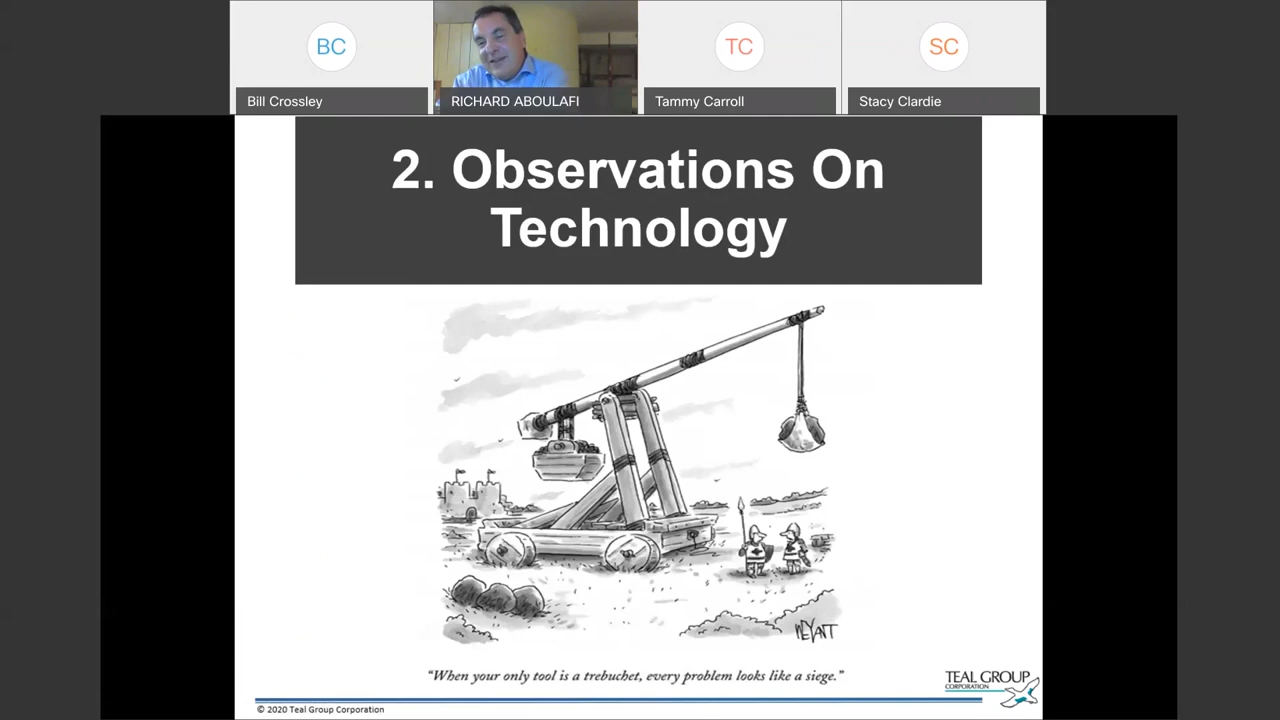 BC
TC
SC
Bill Crossley
RICHARD ABOULAFI
Tammy Carroll
Stacy Clardie
2. Observations On
Technology
WEYANT
“When your only tool is a trebuchet, every problem looks like a siege.”
TEAL GROUP
CORPORATION
© 2020 Teal Group Corporation